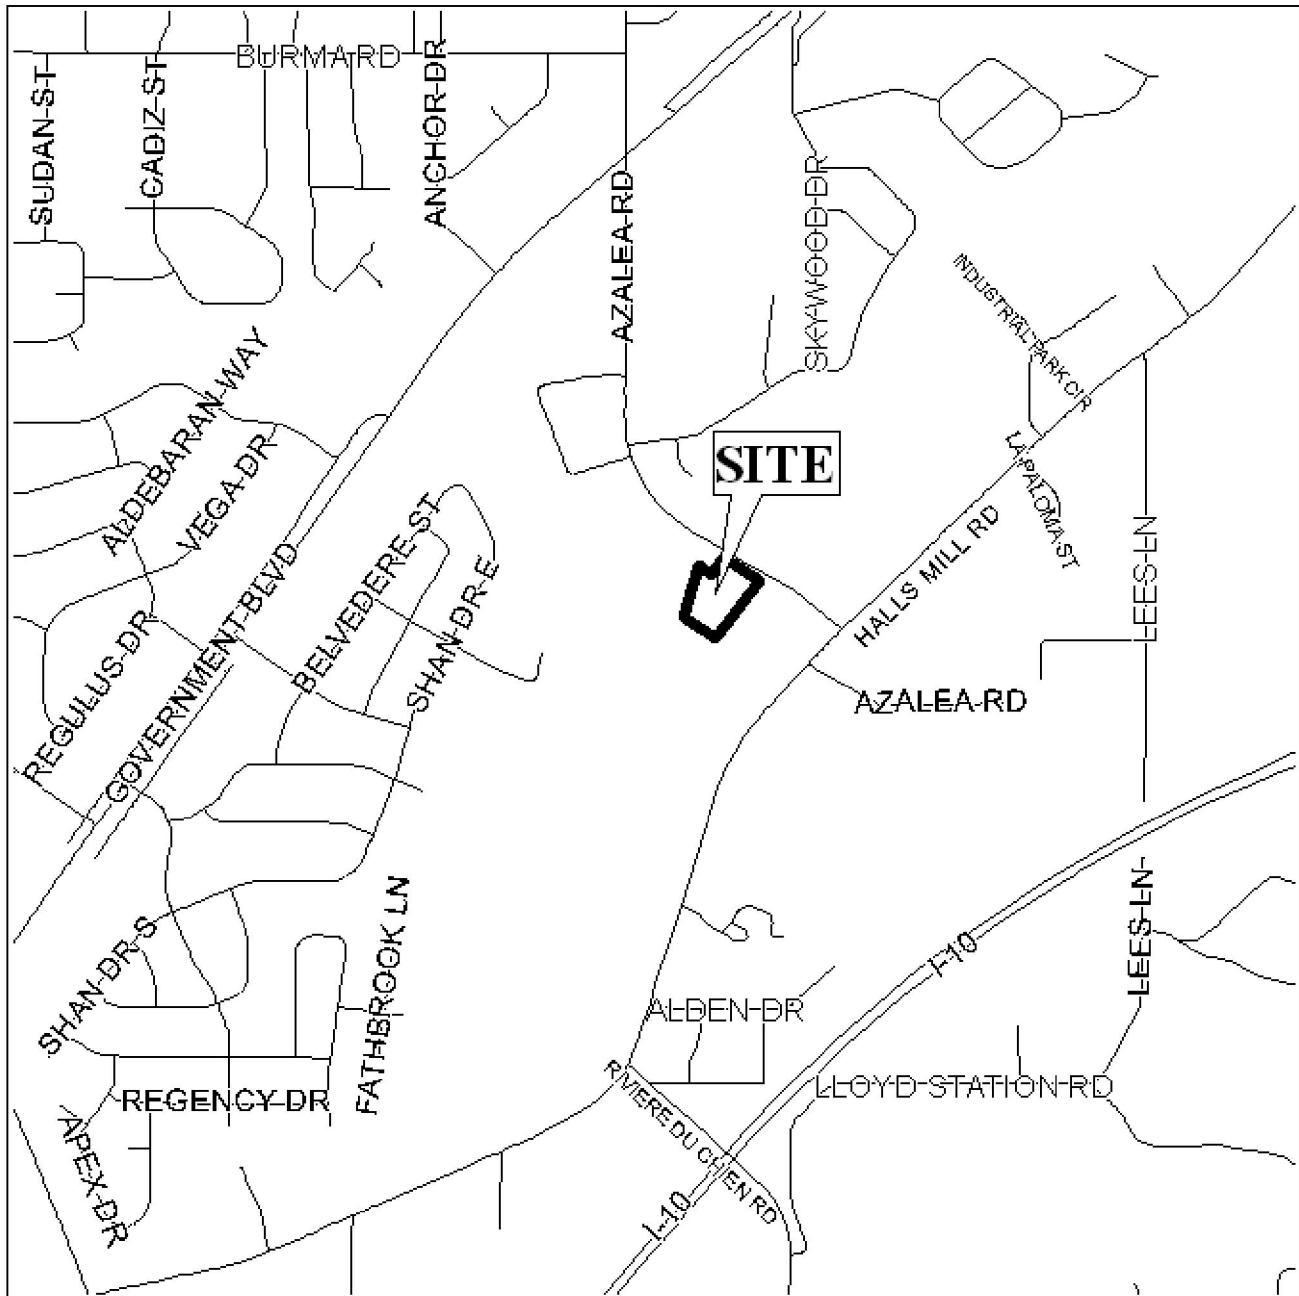 BURMA RD
SUDAN ST
CADIZ ST
ANCHOR DR
AZALEA RD
SKYWOOD DR
INDUSTRIAL PARK CIR
ALDEBARAN WAY
VEGA DR
SITE
LA PALOMA ST
HALLS MILL RD
LEES LN
BELVEDERE ST
SHAN DR E
GOVERNMENT BLVD
REGULUS DR
AZALEA RD
LEES LN
FATHBROOK LN
SHAN DR S
I-10
ALDEN DR
LLOYD STATION RD
REGENCY DR
RIVIERE DU CHIEN RD
APEX DR
I-10